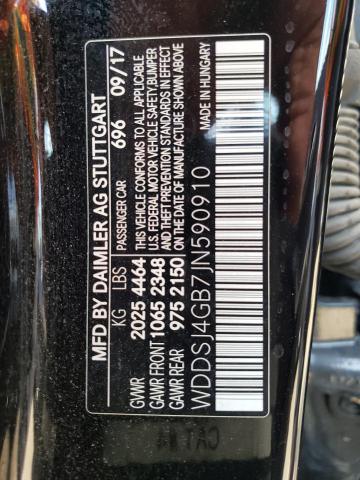 MFD BY DAIMLER AG STUTTGART
KG LBS PASSENGER CAR 696 09/17
GVWR 2025 4464 THIS VEHICLE CONFORMS TO ALL APPLICABLE
GAWR FRONT 1065 2348 U.S. FEDERAL MOTOR VEHICLE SAFETY, BUMPER
GAWR REAR 975 2150 AND THEFT PREVENTION STANDARDS IN EFFECT
ON THE DATE OF MANUFACTURE SHOWN ABOVE.
WDDSJ4GB7JN590910 MADE IN HUNGARY